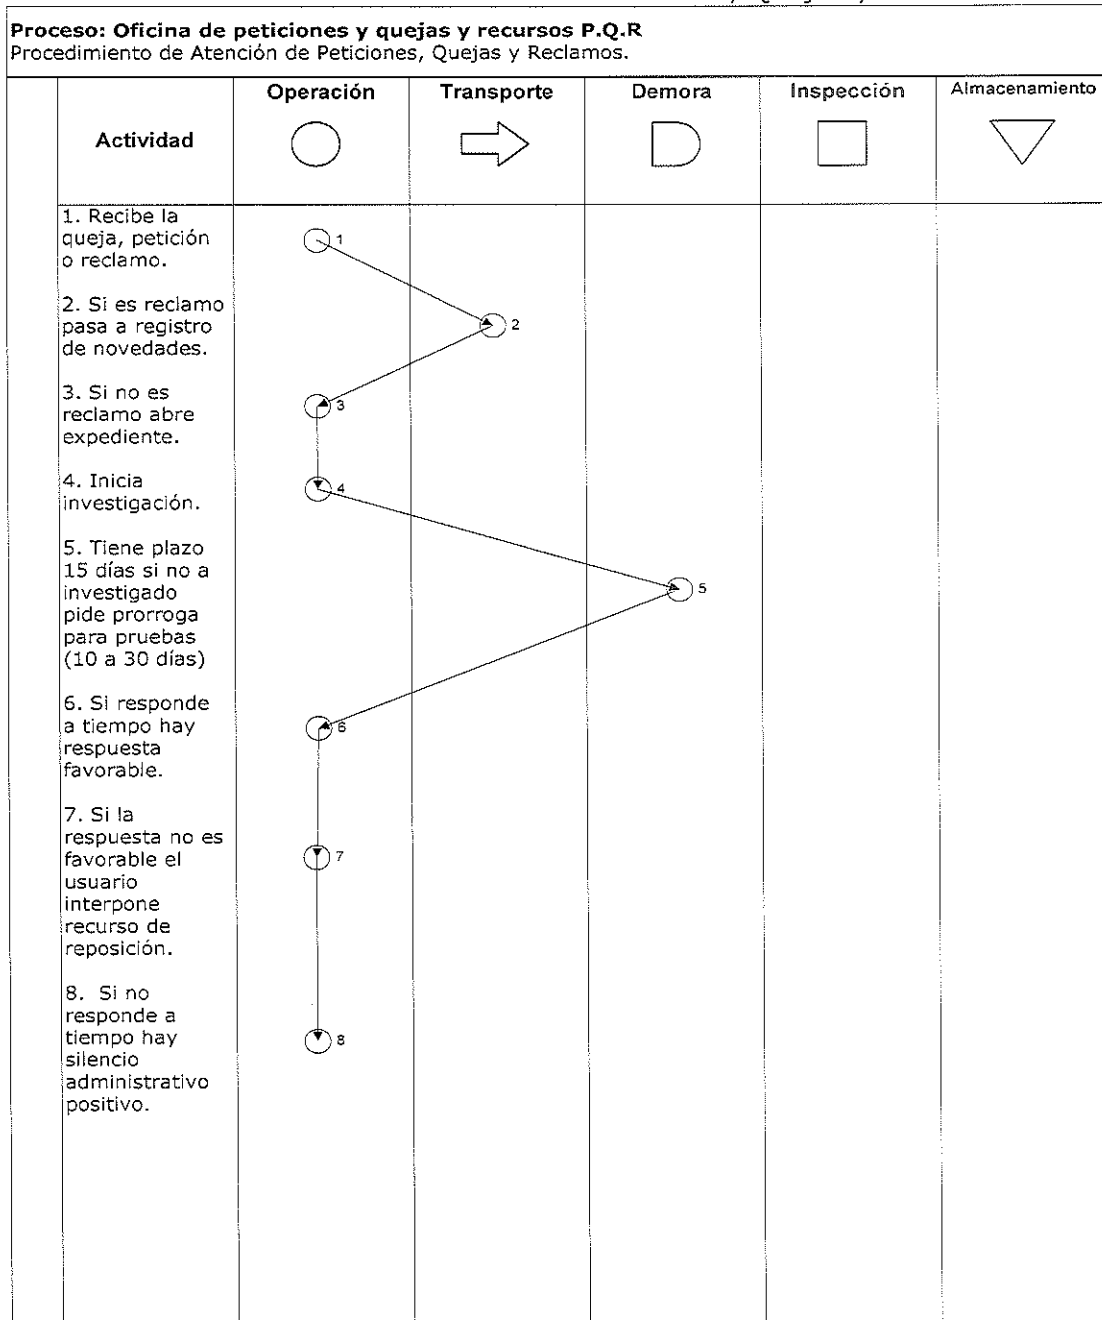 Proceso: Oficina de peticiones y quejas y recursos P.Q.R
Procedimiento de Atención de Peticiones, Quejas y Reclamos.
Actividad
Operación
Transporte
Demora
Inspección
Almacenamiento
1. Recibe la
queja, petición
o reclamo.
1
2. Si es reclamo
pasa a registro
de novedades.
2
3. Si no es
reclamo abre
expediente.
3
4. Inicia
investigación.
4
5. Tiene plazo
15 días si no a
investigado
pide prorroga
para pruebas
(10 a 30 días)
5
6. Si responde
a tiempo hay
respuesta
favorable.
6
7. Si la
respuesta no es
favorable el
usuario
interpone
recurso de
reposición.
7
8. Si no
responde a
tiempo hay
silencio
administrativo
positivo.
8